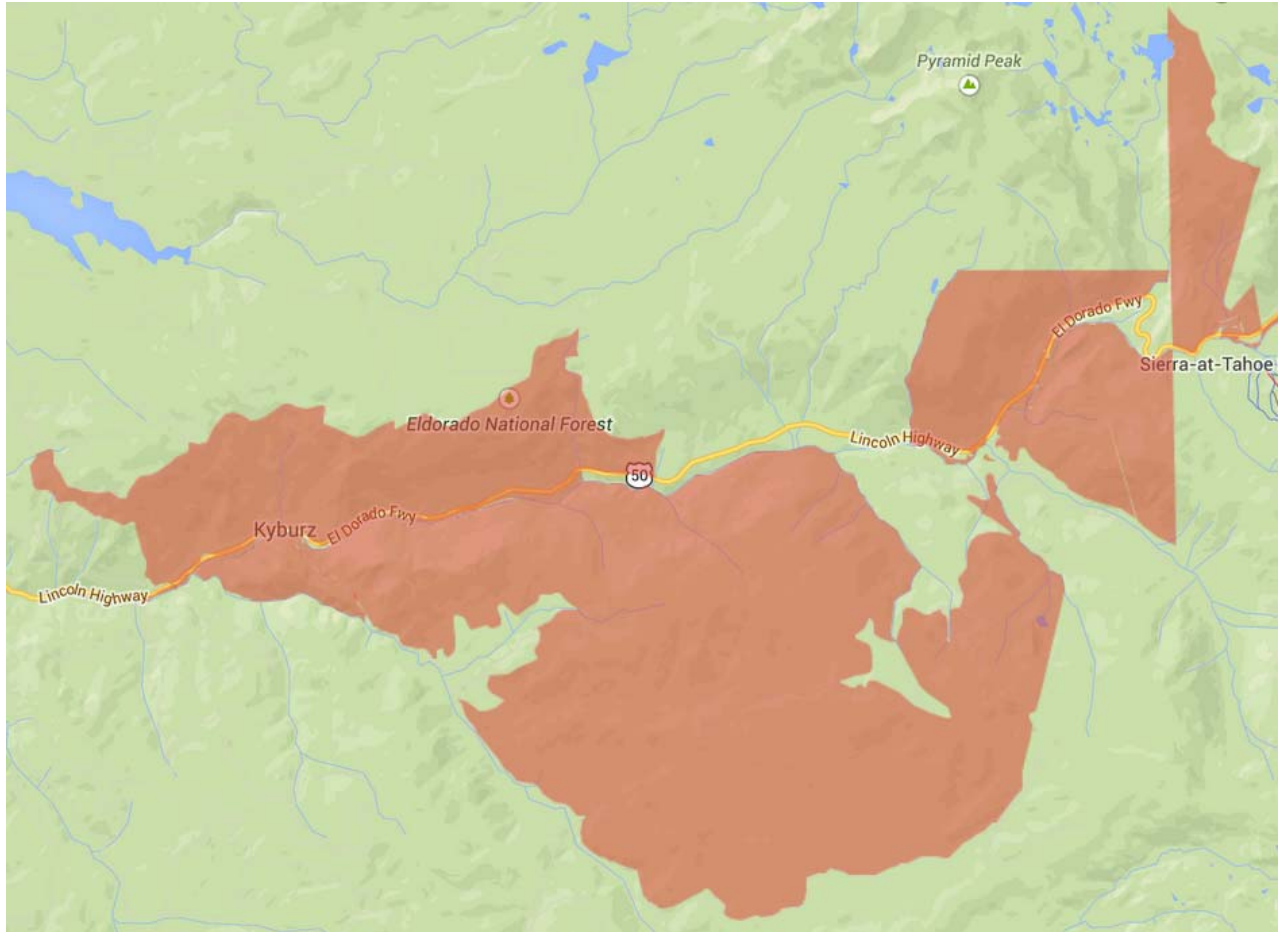 Pyramid Peak
El Dorado Fwy
Sierra-at-Tahoe
Eldorado National Forest
Lincoln Highway
50
Kyburz
El Dorado Fwy
Lincoln Highway